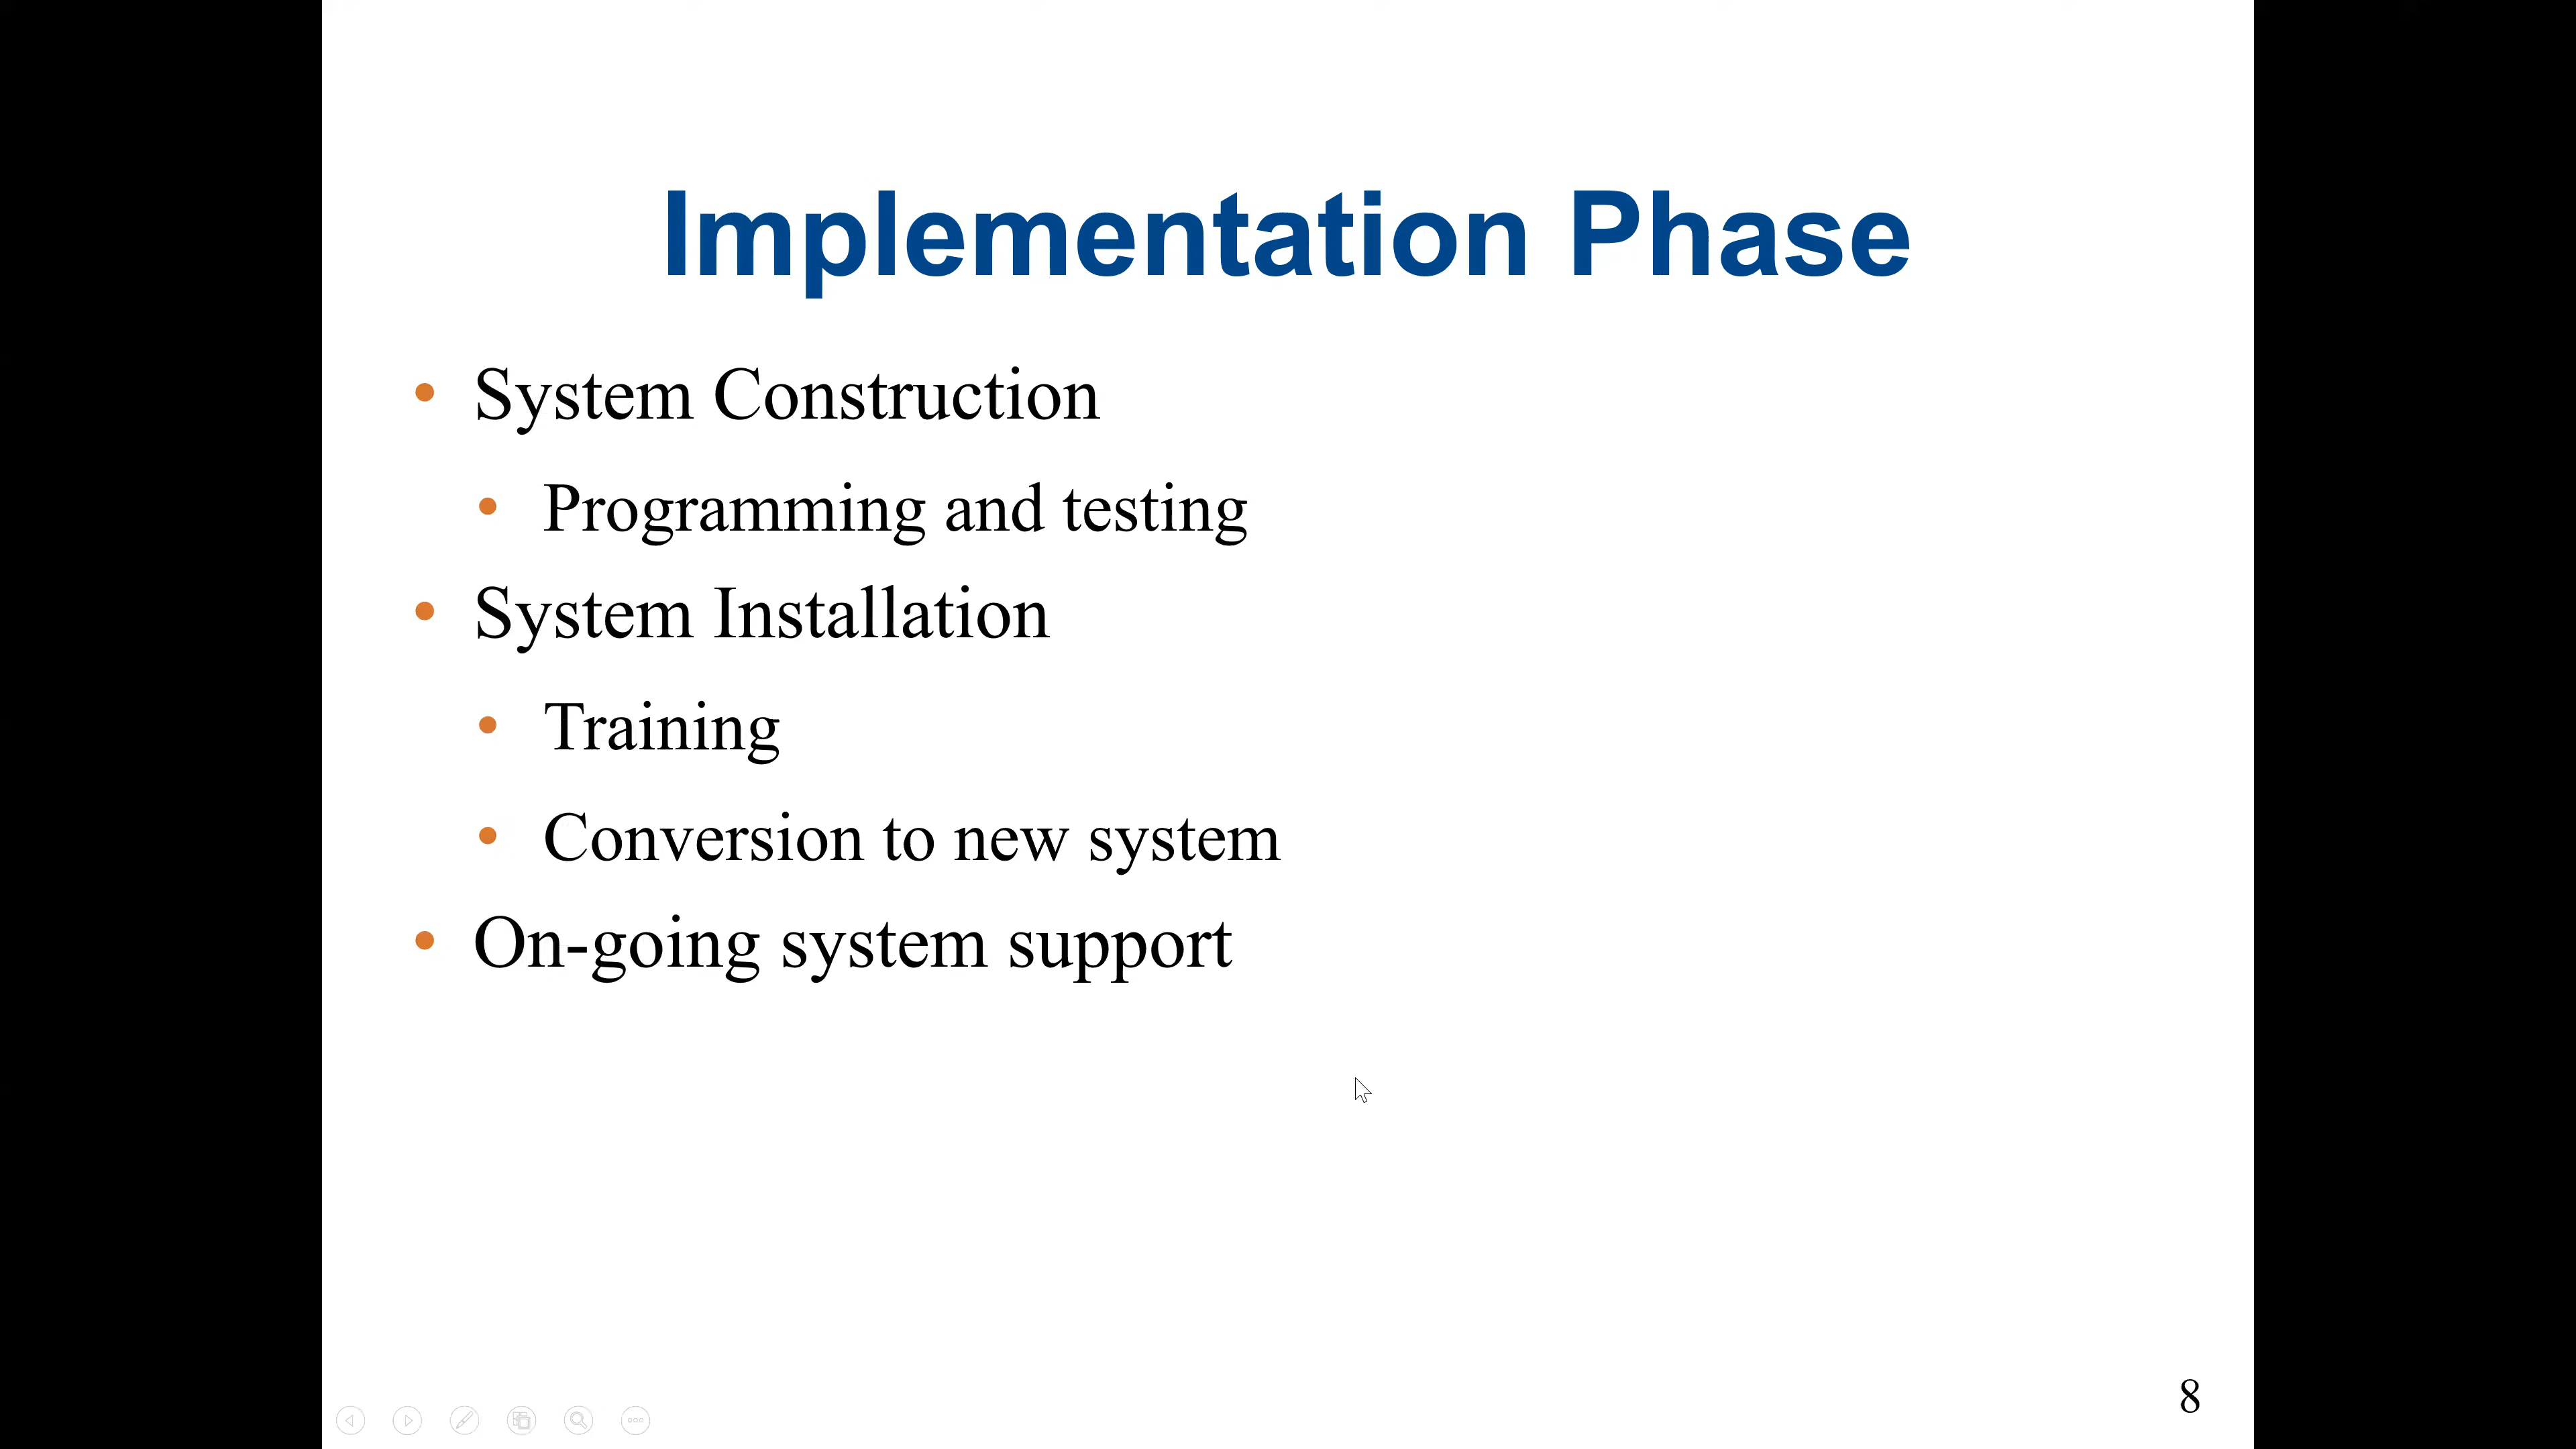 Implementation Phase
• System Construction
• Programming and testing
• System Installation
• Training
• Conversion to new system
• On-going system support
8